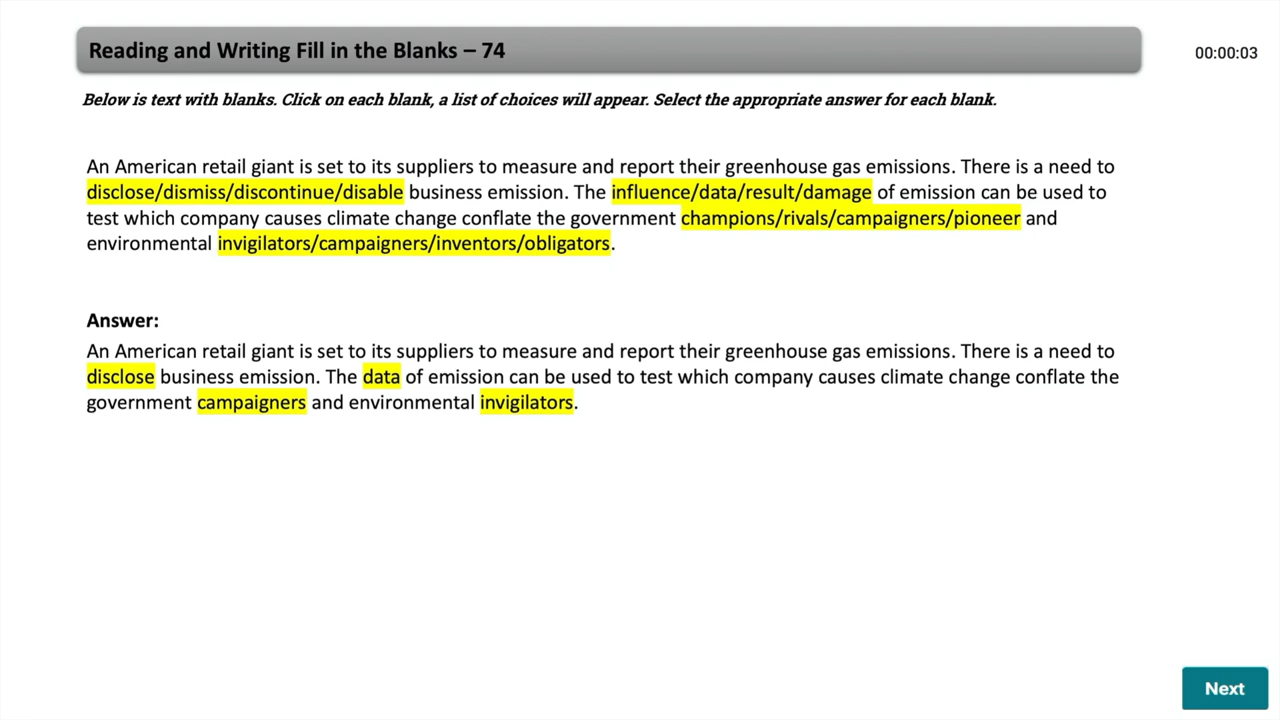 Reading and Writing Fill in the Blanks – 74
00:00:03
Below is text with blanks. Click on each blank, a list of choices will appear. Select the appropriate answer for each blank.
An American retail giant is set to its suppliers to measure and report their greenhouse gas emissions. There is a need to
disclose/dismiss/discontinue/disable business emission. The influence/data/result/damage of emission can be used to
test which company causes climate change conflate the government champions/rivals/campaigners/pioneer and
environmental invigilators/campaigners/inventors/obligators.
Answer:
An American retail giant is set to its suppliers to measure and report their greenhouse gas emissions. There is a need to
disclose business emission. The data of emission can be used to test which company causes climate change conflate the
government campaigners and environmental invigilators.
Next